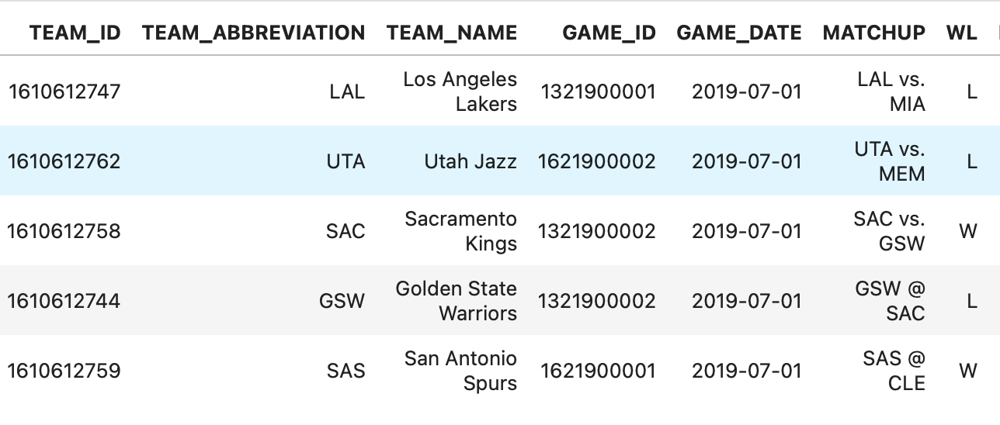 TEAM_ID TEAM_ABBREVIATION TEAM_NAME GAME_ID GAME_DATE MATCHUP WL
1610612747 LAL Los Angeles Lakers 1321900001 2019-07-01 LAL vs. MIA L
1610612762 UTA Utah Jazz 1621900002 2019-07-01 UTA vs. MEM L
1610612758 SAC Sacramento Kings 1321900002 2019-07-01 SAC vs. GSW W
1610612744 GSW Golden State Warriors 1321900002 2019-07-01 GSW @ SAC L
1610612759 SAS San Antonio Spurs 1621900001 2019-07-01 SAS @ CLE W